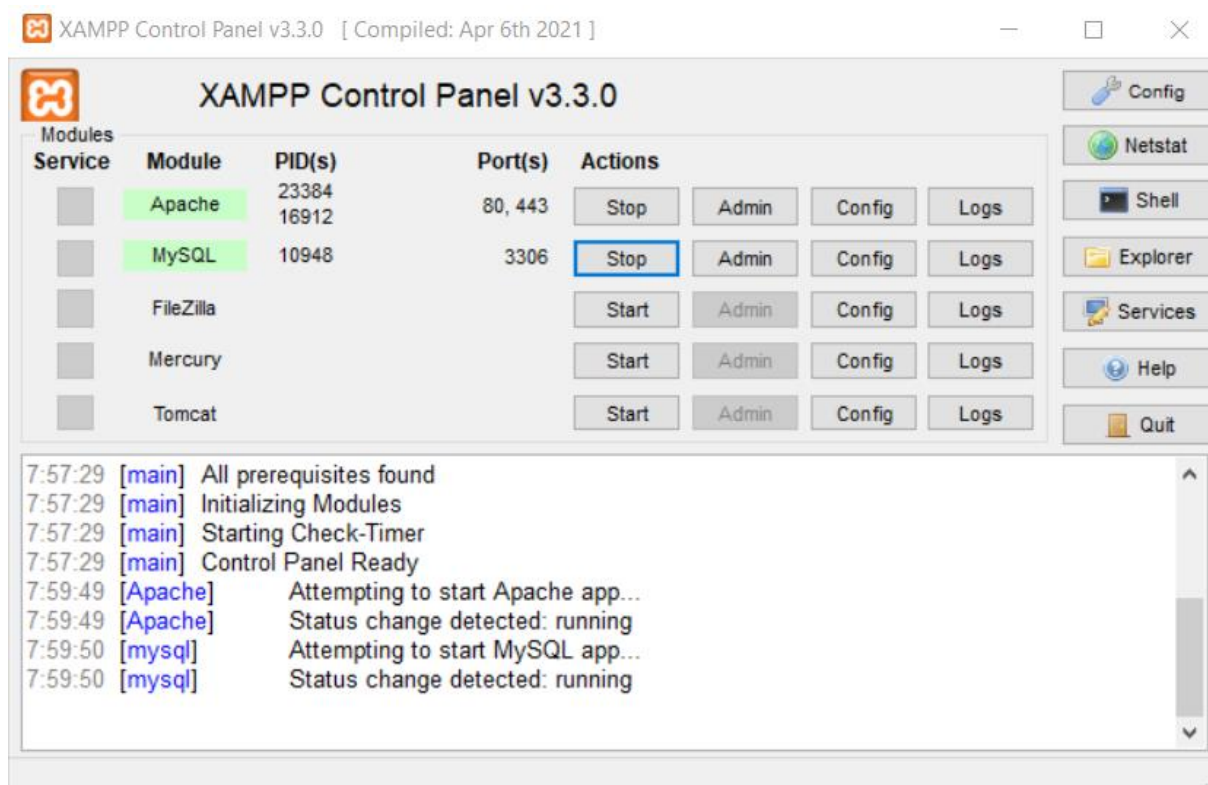 XAMPP Control Panel v3.3.0 [ Compiled: Apr 6th 2021 ]
XAMPP Control Panel v3.3.0
Config
Modules
Service Module PID(s) Port(s) Actions
Netstat
Apache 23384 16912 80, 443 Stop Admin Config Logs
Shell
MySQL 10948 3306 Stop Admin Config Logs
Explorer
FileZilla Start Admin Config Logs
Services
Mercury Start Admin Config Logs
Help
Tomcat Start Admin Config Logs
Quit
7:57:29 [main] All prerequisites found
7:57:29 [main] Initializing Modules
7:57:29 [main] Starting Check-Timer
7:57:29 [main] Control Panel Ready
7:59:49 [Apache] Attempting to start Apache app...
7:59:49 [Apache] Status change detected: running
7:59:50 [mysql] Attempting to start MySQL app...
7:59:50 [mysql] Status change detected: running